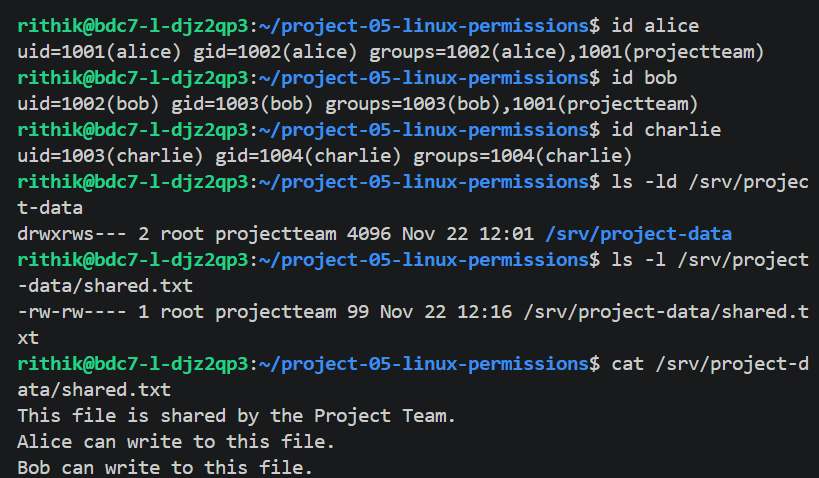 rithik@bdc7-l-djz2qp3:~/project-05-linux-permissions$ id alice
uid=1001(alice) gid=1002(alice) groups=1002(alice),1001(projectteam)
rithik@bdc7-l-djz2qp3:~/project-05-linux-permissions$ id bob
uid=1002(bob) gid=1003(bob) groups=1003(bob),1001(projectteam)
rithik@bdc7-l-djz2qp3:~/project-05-linux-permissions$ id charlie
uid=1003(charlie) gid=1004(charlie) groups=1004(charlie)
rithik@bdc7-l-djz2qp3:~/project-05-linux-permissions$ ls -ld /srv/projec
t-data
drwxrws--- 2 root projectteam 4096 Nov 22 12:01 /srv/project-data
rithik@bdc7-l-djz2qp3:~/project-05-linux-permissions$ ls -l /srv/project
-data/shared.txt
-rw-rw---- 1 root projectteam 99 Nov 22 12:16 /srv/project-data/shared.t
xt
rithik@bdc7-l-djz2qp3:~/project-05-linux-permissions$ cat /srv/project-d
ata/shared.txt
This file is shared by the Project Team.
Alice can write to this file.
Bob can write to this file.